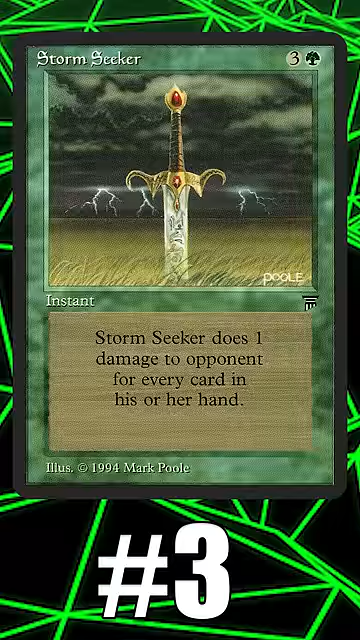 Storm Seeker 3
POOLE
Instant
Storm Seeker does 1
damage to opponent
for every card in
his or her hand.
Illus. © 1994 Mark Poole
#3